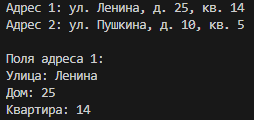 Адрес 1: ул. Ленина, д. 25, кв. 14
Адрес 2: ул. Пушкина, д. 10, кв. 5
Поля адреса 1:
Улица: Ленина
Дом: 25
Квартира: 14